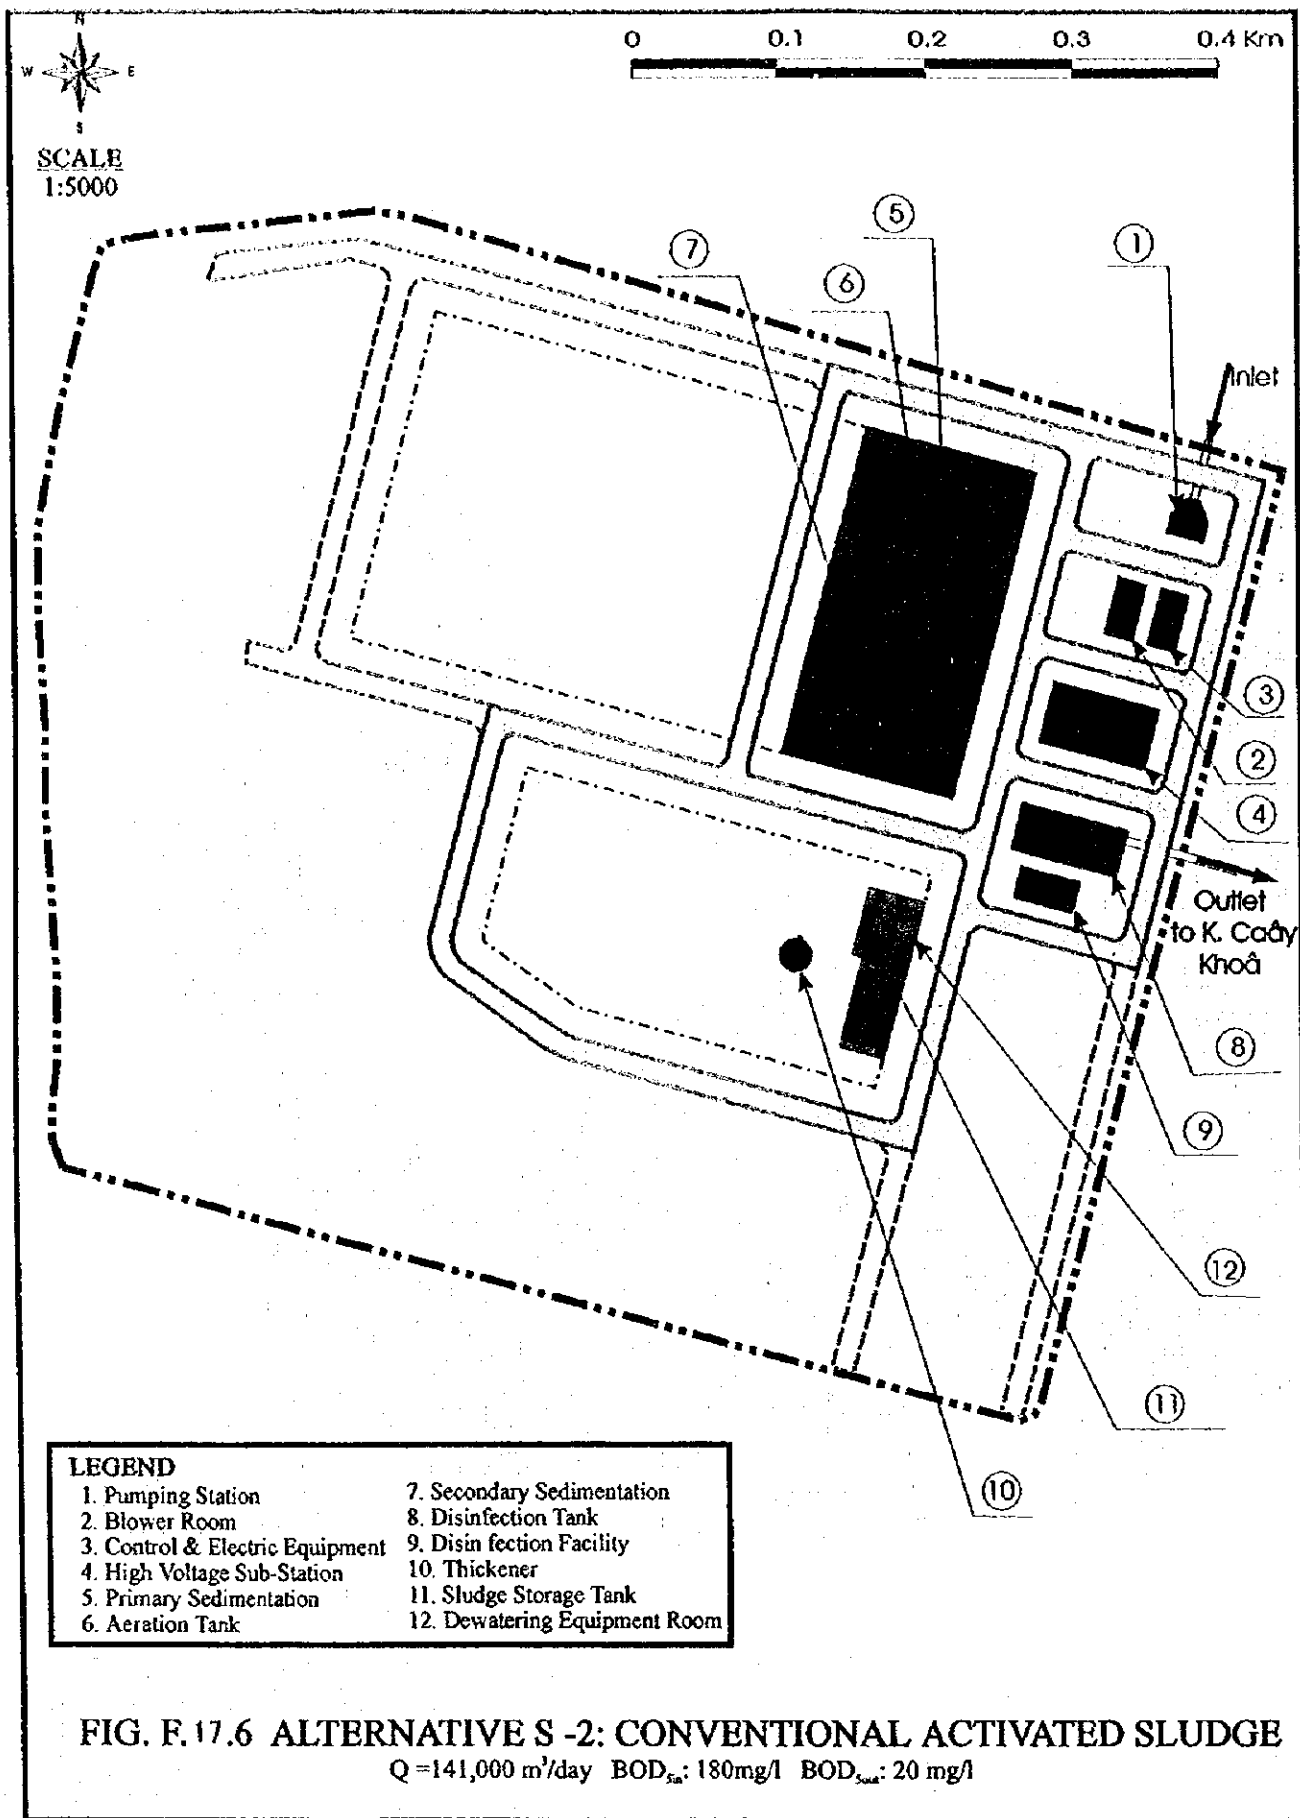 N
W E
S
SCALE
1:5000
0 0.1 0.2 0.3 0.4 Km
5
1
7
6
Inlet
3
2
4
Outlet
to K. Caây
Khoâ
8
9
12
11
10
LEGEND
1. Pumping Station
2. Blower Room
3. Control & Electric Equipment
4. High Voltage Sub-Station
5. Primary Sedimentation
6. Aeration Tank
7. Secondary Sedimentation
8. Disinfection Tank
9. Disin fection Facility
10. Thickener
11. Sludge Storage Tank
12. Dewatering Equipment Room
FIG. F.17.6 ALTERNATIVE S -2: CONVENTIONAL ACTIVATED SLUDGE
Q =141,000 m³/day BOD₅ᵢₙ: 180mg/l BOD₅ₒᵤₜ: 20 mg/l